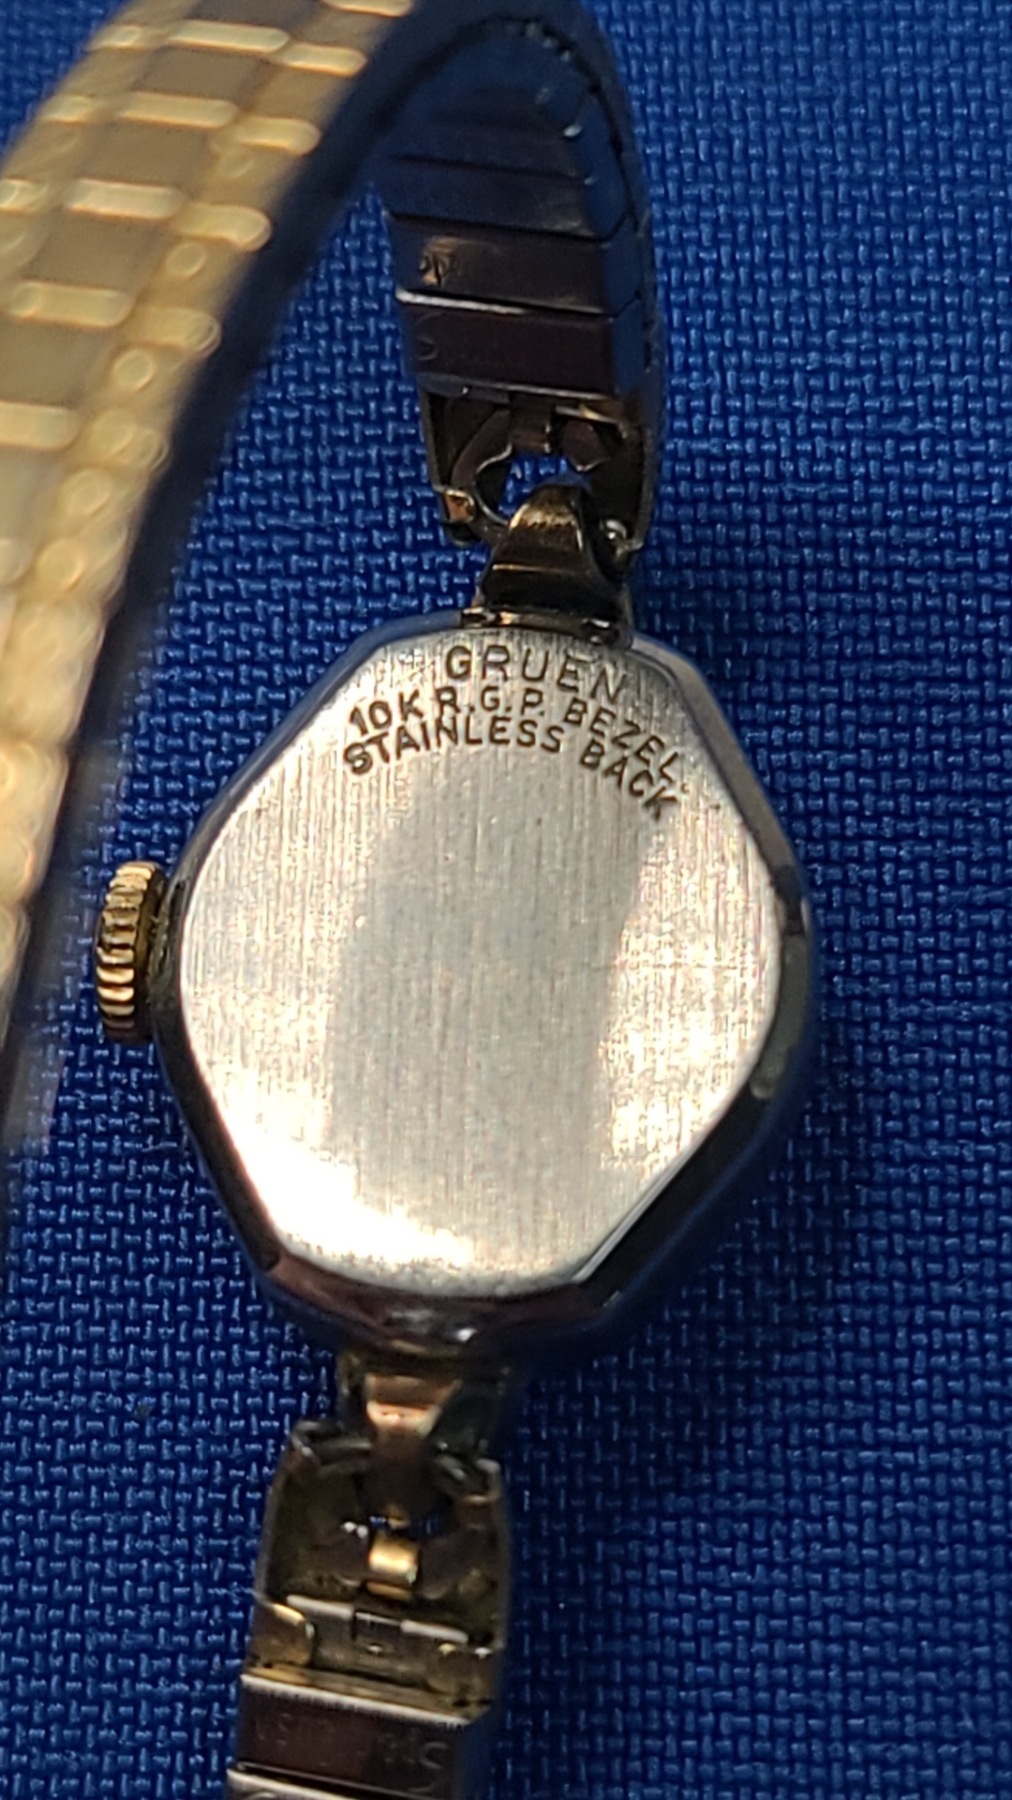 GRUEN
10K R.G.P. BEZEL
STAINLESS BACK